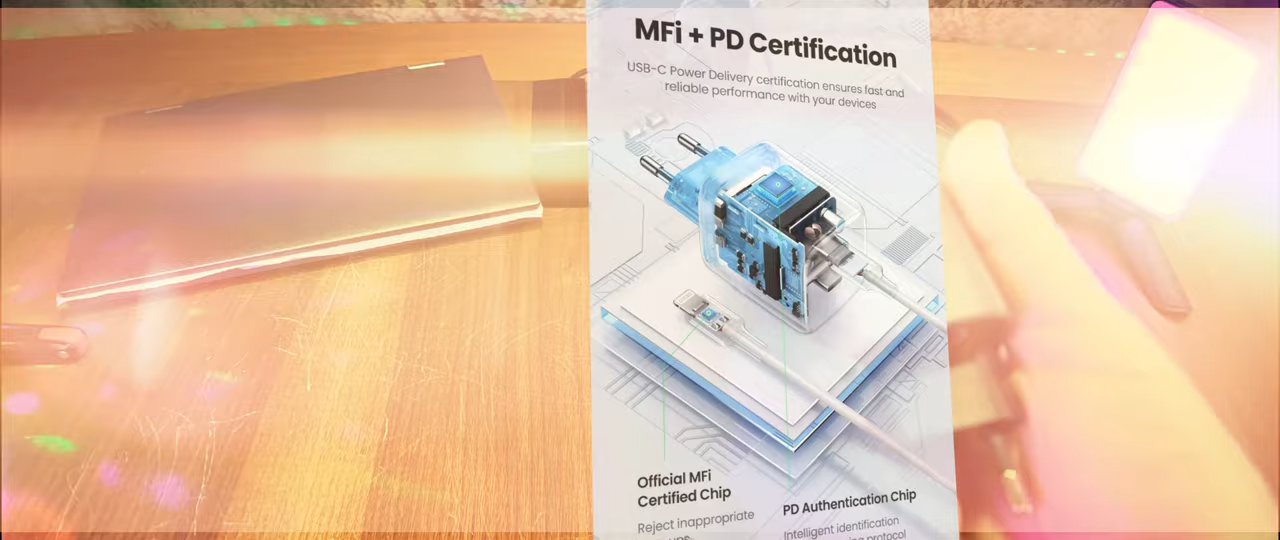 MFi + PD Certification
USB-C Power Delivery certification ensures fast and
reliable performance with your devices
Official MFi
Certified Chip
Reject inappropriate
PD Authentication Chip
Intelligent identification
protocol